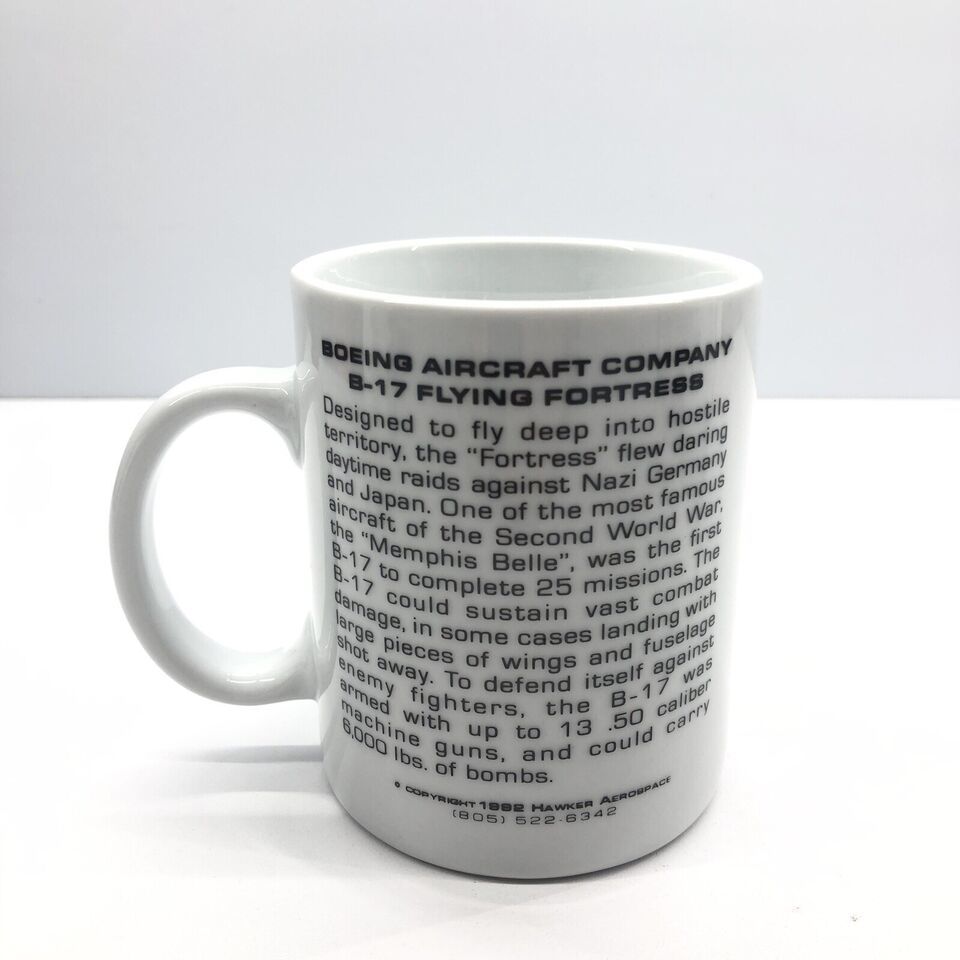 BOEING AIRCRAFT COMPANY
B-17 FLYING FORTRESS
Designed to fly deep into hostile
territory, the “Fortress” flew daring
daytime raids against Nazi Germany
and Japan. One of the most famous
aircraft of the Second World War,
the “Memphis Belle”, was the first
B-17 to complete 25 missions. The
B-17 could sustain vast combat
damage, in some cases landing with
large pieces of wings and fuselage
shot away. To defend itself against
enemy fighters, the B-17 was
armed with up to 13 .50 caliber
machine guns, and could carry
6,000 lbs. of bombs.
© COPYRIGHT 1992 HAWKER AEROSPACE
(805) 522-6342